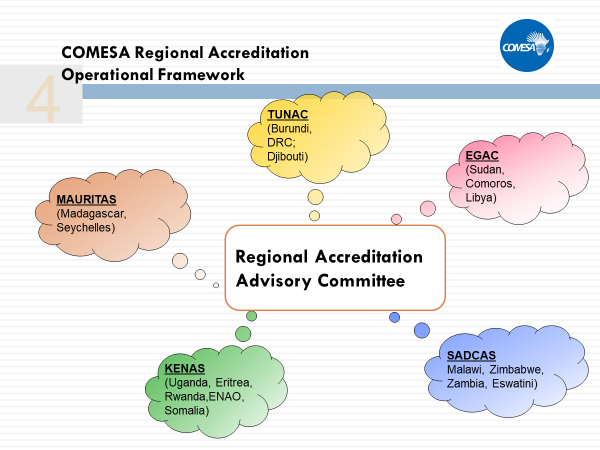 COMESA Regional Accreditation
Operational Framework
COMESA
4
TUNAC
(Burundi,
DRC;
Djibouti)
EGAC
(Sudan,
Comoros,
Libya)
MAURITAS
(Madagascar,
Seychelles)
Regional Accreditation
Advisory Committee
KENAS
(Uganda, Eritrea,
Rwanda,ENAO,
Somalia)
SADCAS
Malawi, Zimbabwe,
Zambia, Eswatini)